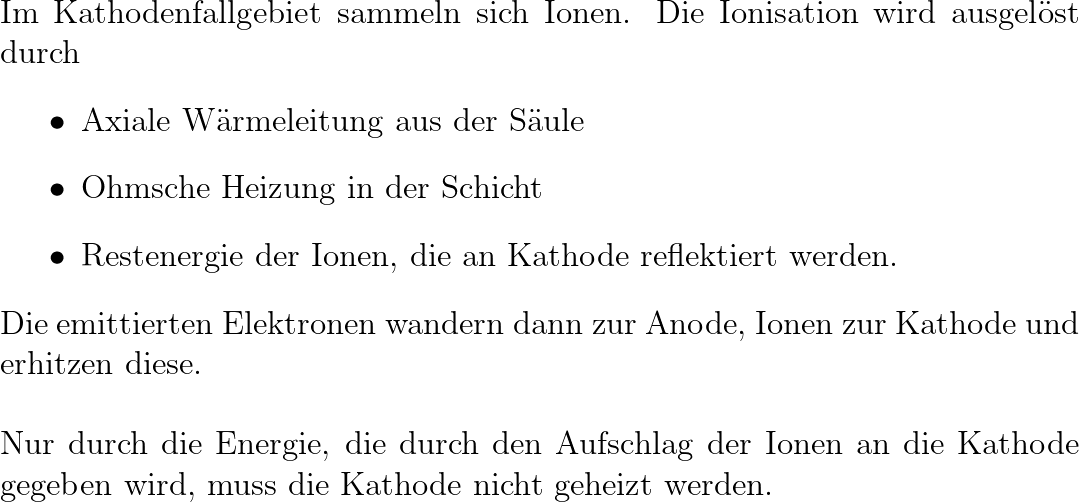 Im Kathodenfallgebiet sammeln sich Ionen. Die Ionisation wird ausgelöst
durch
• Axiale Wärmeleitung aus der Säule
• Ohmsche Heizung in der Schicht
• Restenergie der Ionen, die an Kathode reflektiert werden.
Die emittierten Elektronen wandern dann zur Anode, Ionen zur Kathode und
erhitzen diese.
Nur durch die Energie, die durch den Aufschlag der Ionen an die Kathode
gegeben wird, muss die Kathode nicht geheizt werden.